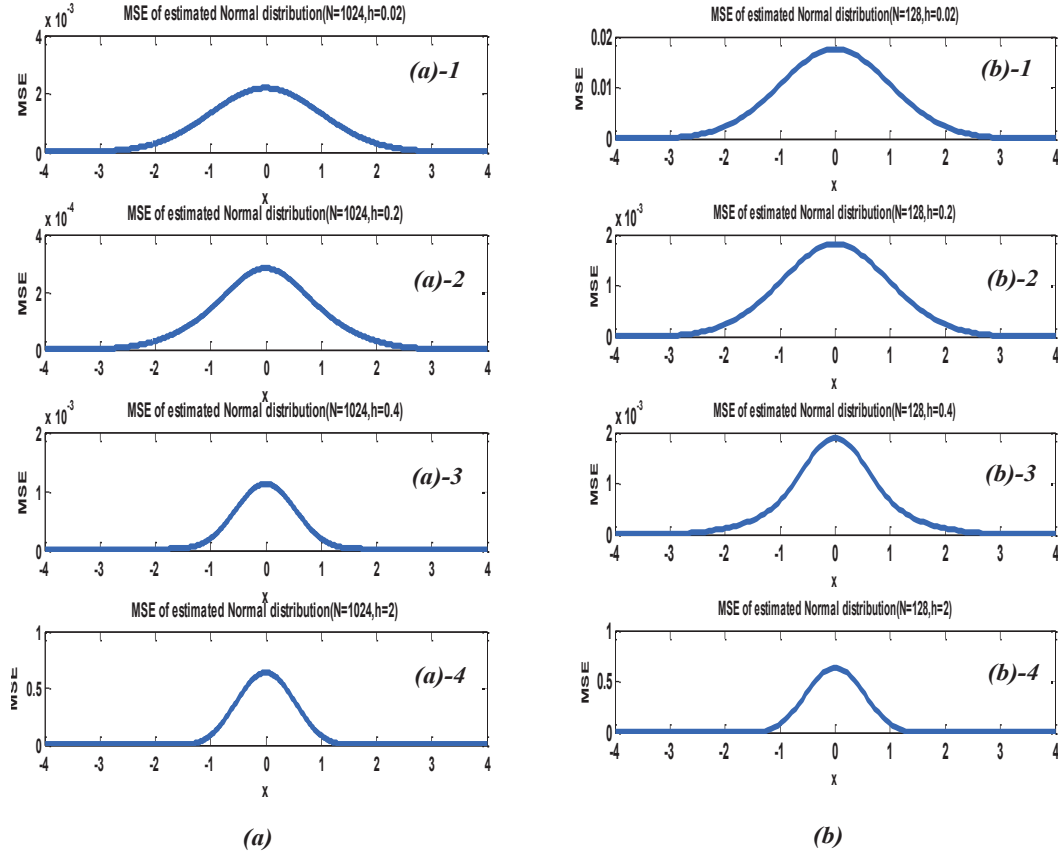 x 10⁻³
MSE of estimated Normal distribution(N=1024,h=0.02)
(a)-1
MSE
4
2
0
-4 -3 -2 -1 0 1 2 3 4
x
x 10⁻⁴
MSE of estimated Normal distribution(N=1024,h=0.2)
(a)-2
MSE
4
2
0
-4 -3 -2 -1 0 1 2 3 4
x
x 10⁻³
MSE of estimated Normal distribution(N=1024,h=0.4)
(a)-3
MSE
2
1
0
-4 -3 -2 -1 0 1 2 3 4
x
MSE of estimated Normal distribution(N=1024,h=2)
(a)-4
MSE
1
0.5
0
-4 -3 -2 -1 0 1 2 3 4
x
(a)
MSE of estimated Normal distribution(N=128,h=0.02)
(b)-1
MSE
0.02
0.01
0
-4 -3 -2 -1 0 1 2 3 4
x
x 10⁻³
MSE of estimated Normal distribution(N=128,h=0.2)
(b)-2
MSE
2
1
0
-4 -3 -2 -1 0 1 2 3 4
x
x 10⁻³
MSE of estimated Normal distribution(N=128,h=0.4)
(b)-3
MSE
2
1
0
-4 -3 -2 -1 0 1 2 3 4
x
MSE of estimated Normal distribution(N=128,h=2)
(b)-4
MSE
1
0.5
0
-4 -3 -2 -1 0 1 2 3 4
x
(b)